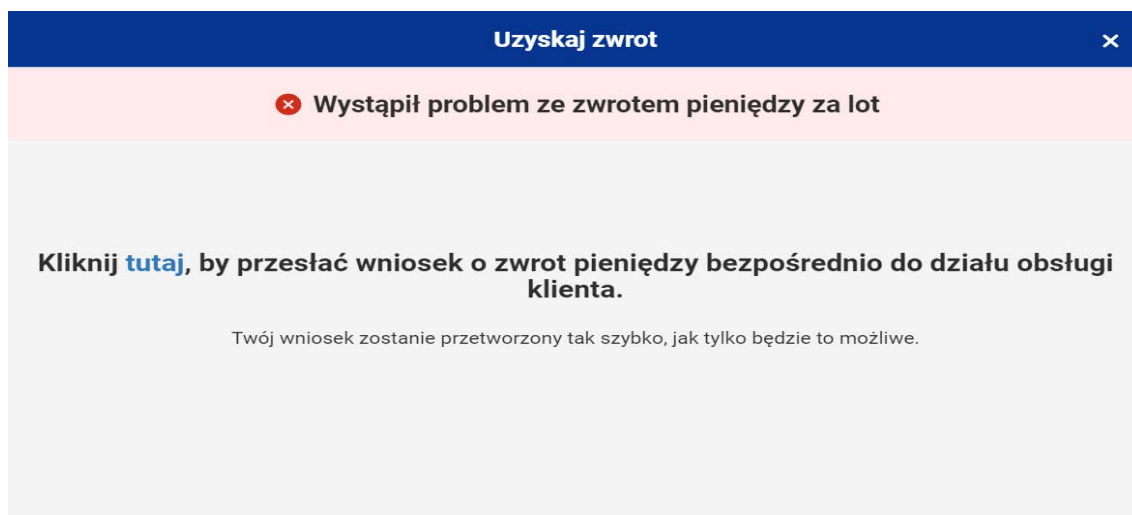 Uzyskaj zwrot ×
Wystąpił problem ze zwrotem pieniędzy za lot
Kliknij tutaj, by przesłać wniosek o zwrot pieniędzy bezpośrednio do działu obsługi
klienta.
Twój wniosek zostanie przetworzony tak szybko, jak tylko będzie to możliwe.